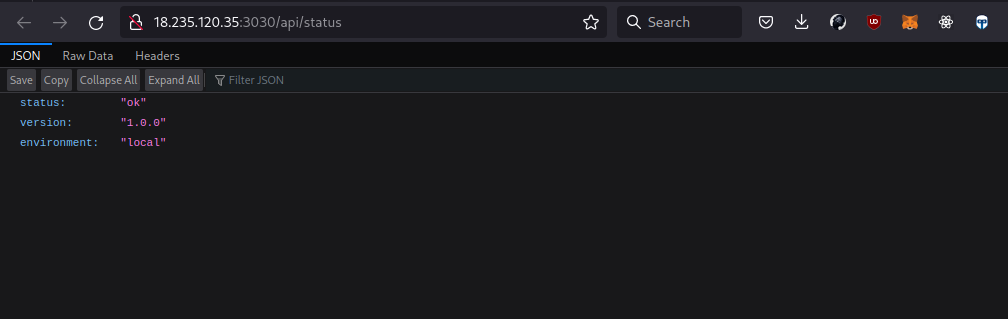 18.235.120.35:3030/api/status
Search
JSON Raw Data Headers
Save Copy Collapse All Expand All Filter JSON
status: "ok"
version: "1.0.0"
environment: "local"